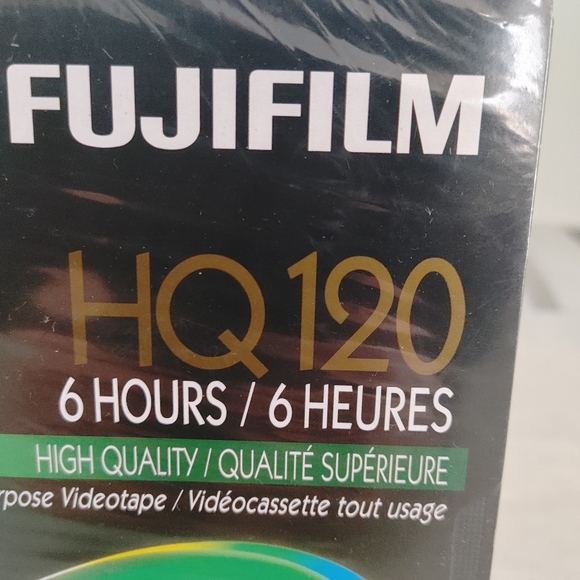 FUJIFILM
HQ 120
6 HOURS / 6 HEURES
HIGH QUALITY / QUALITÉ SUPÉRIEURE
rpose Videotape / Vidéocassette tout usage